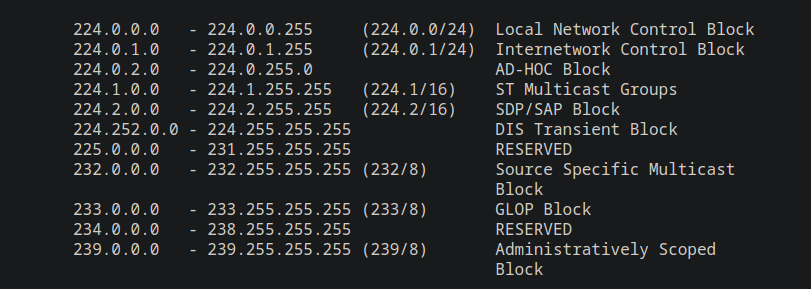 224.0.0.0   - 224.0.0.255     (224.0.0/24)  Local Network Control Block
224.0.1.0   - 224.0.1.255     (224.0.1/24)  Internetwork Control Block
224.0.2.0   - 224.0.255.0                   AD-HOC Block
224.1.0.0   - 224.1.255.255   (224.1/16)    ST Multicast Groups
224.2.0.0   - 224.2.255.255   (224.2/16)    SDP/SAP Block
224.252.0.0 - 224.255.255.255               DIS Transient Block
225.0.0.0   - 231.255.255.255               RESERVED
232.0.0.0   - 232.255.255.255 (232/8)       Source Specific Multicast
                                            Block
233.0.0.0   - 233.255.255.255 (233/8)       GLOP Block
234.0.0.0   - 238.255.255.255               RESERVED
239.0.0.0   - 239.255.255.255 (239/8)       Administratively Scoped
                                            Block